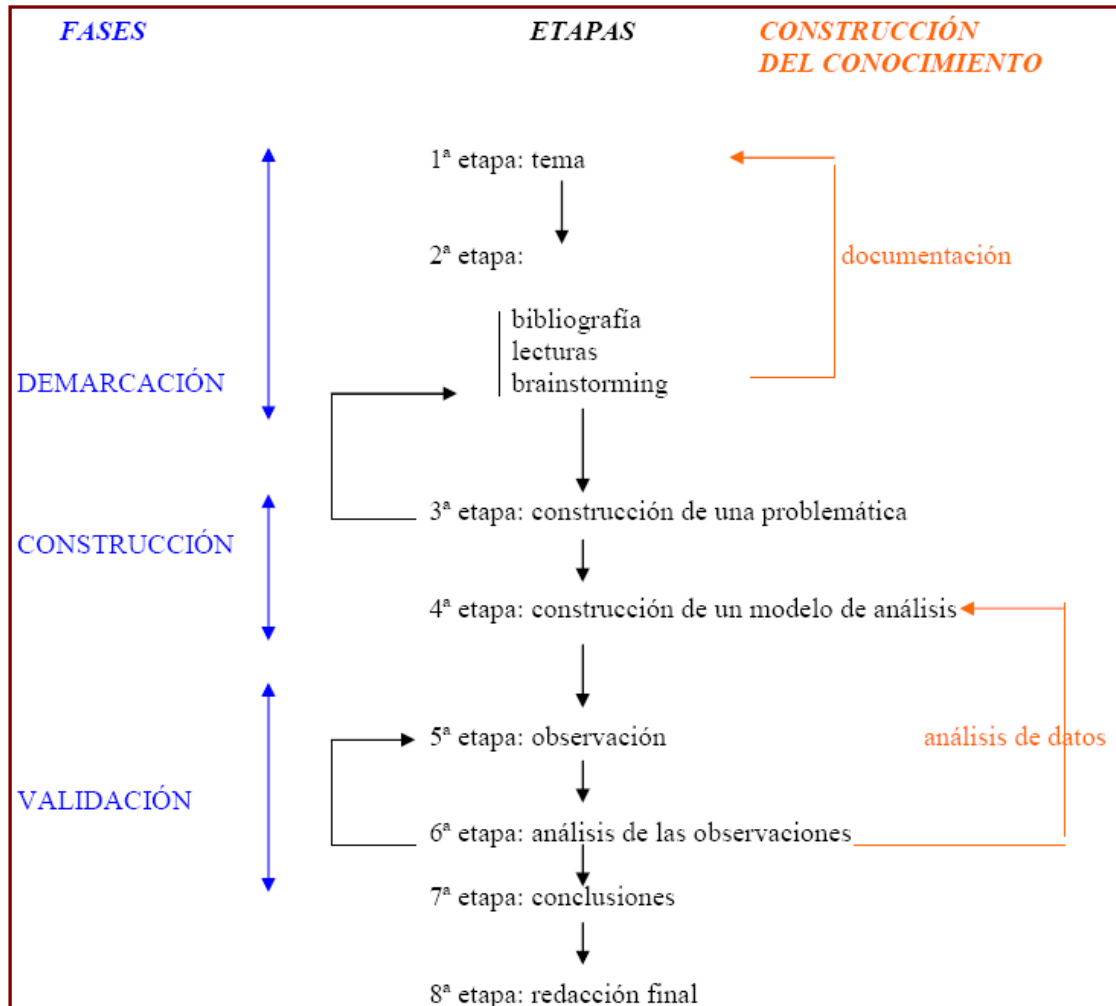 FASES
ETAPAS
CONSTRUCCIÓN
DEL CONOCIMIENTO
1ª etapa: tema
2ª etapa:
documentación
bibliografía
lecturas
brainstorming
DEMARCACIÓN
3ª etapa: construcción de una problemática
CONSTRUCCIÓN
4ª etapa: construcción de un modelo de análisis
5ª etapa: observación
análisis de datos
VALIDACIÓN
6ª etapa: análisis de las observaciones
7ª etapa: conclusiones
8ª etapa: redacción final